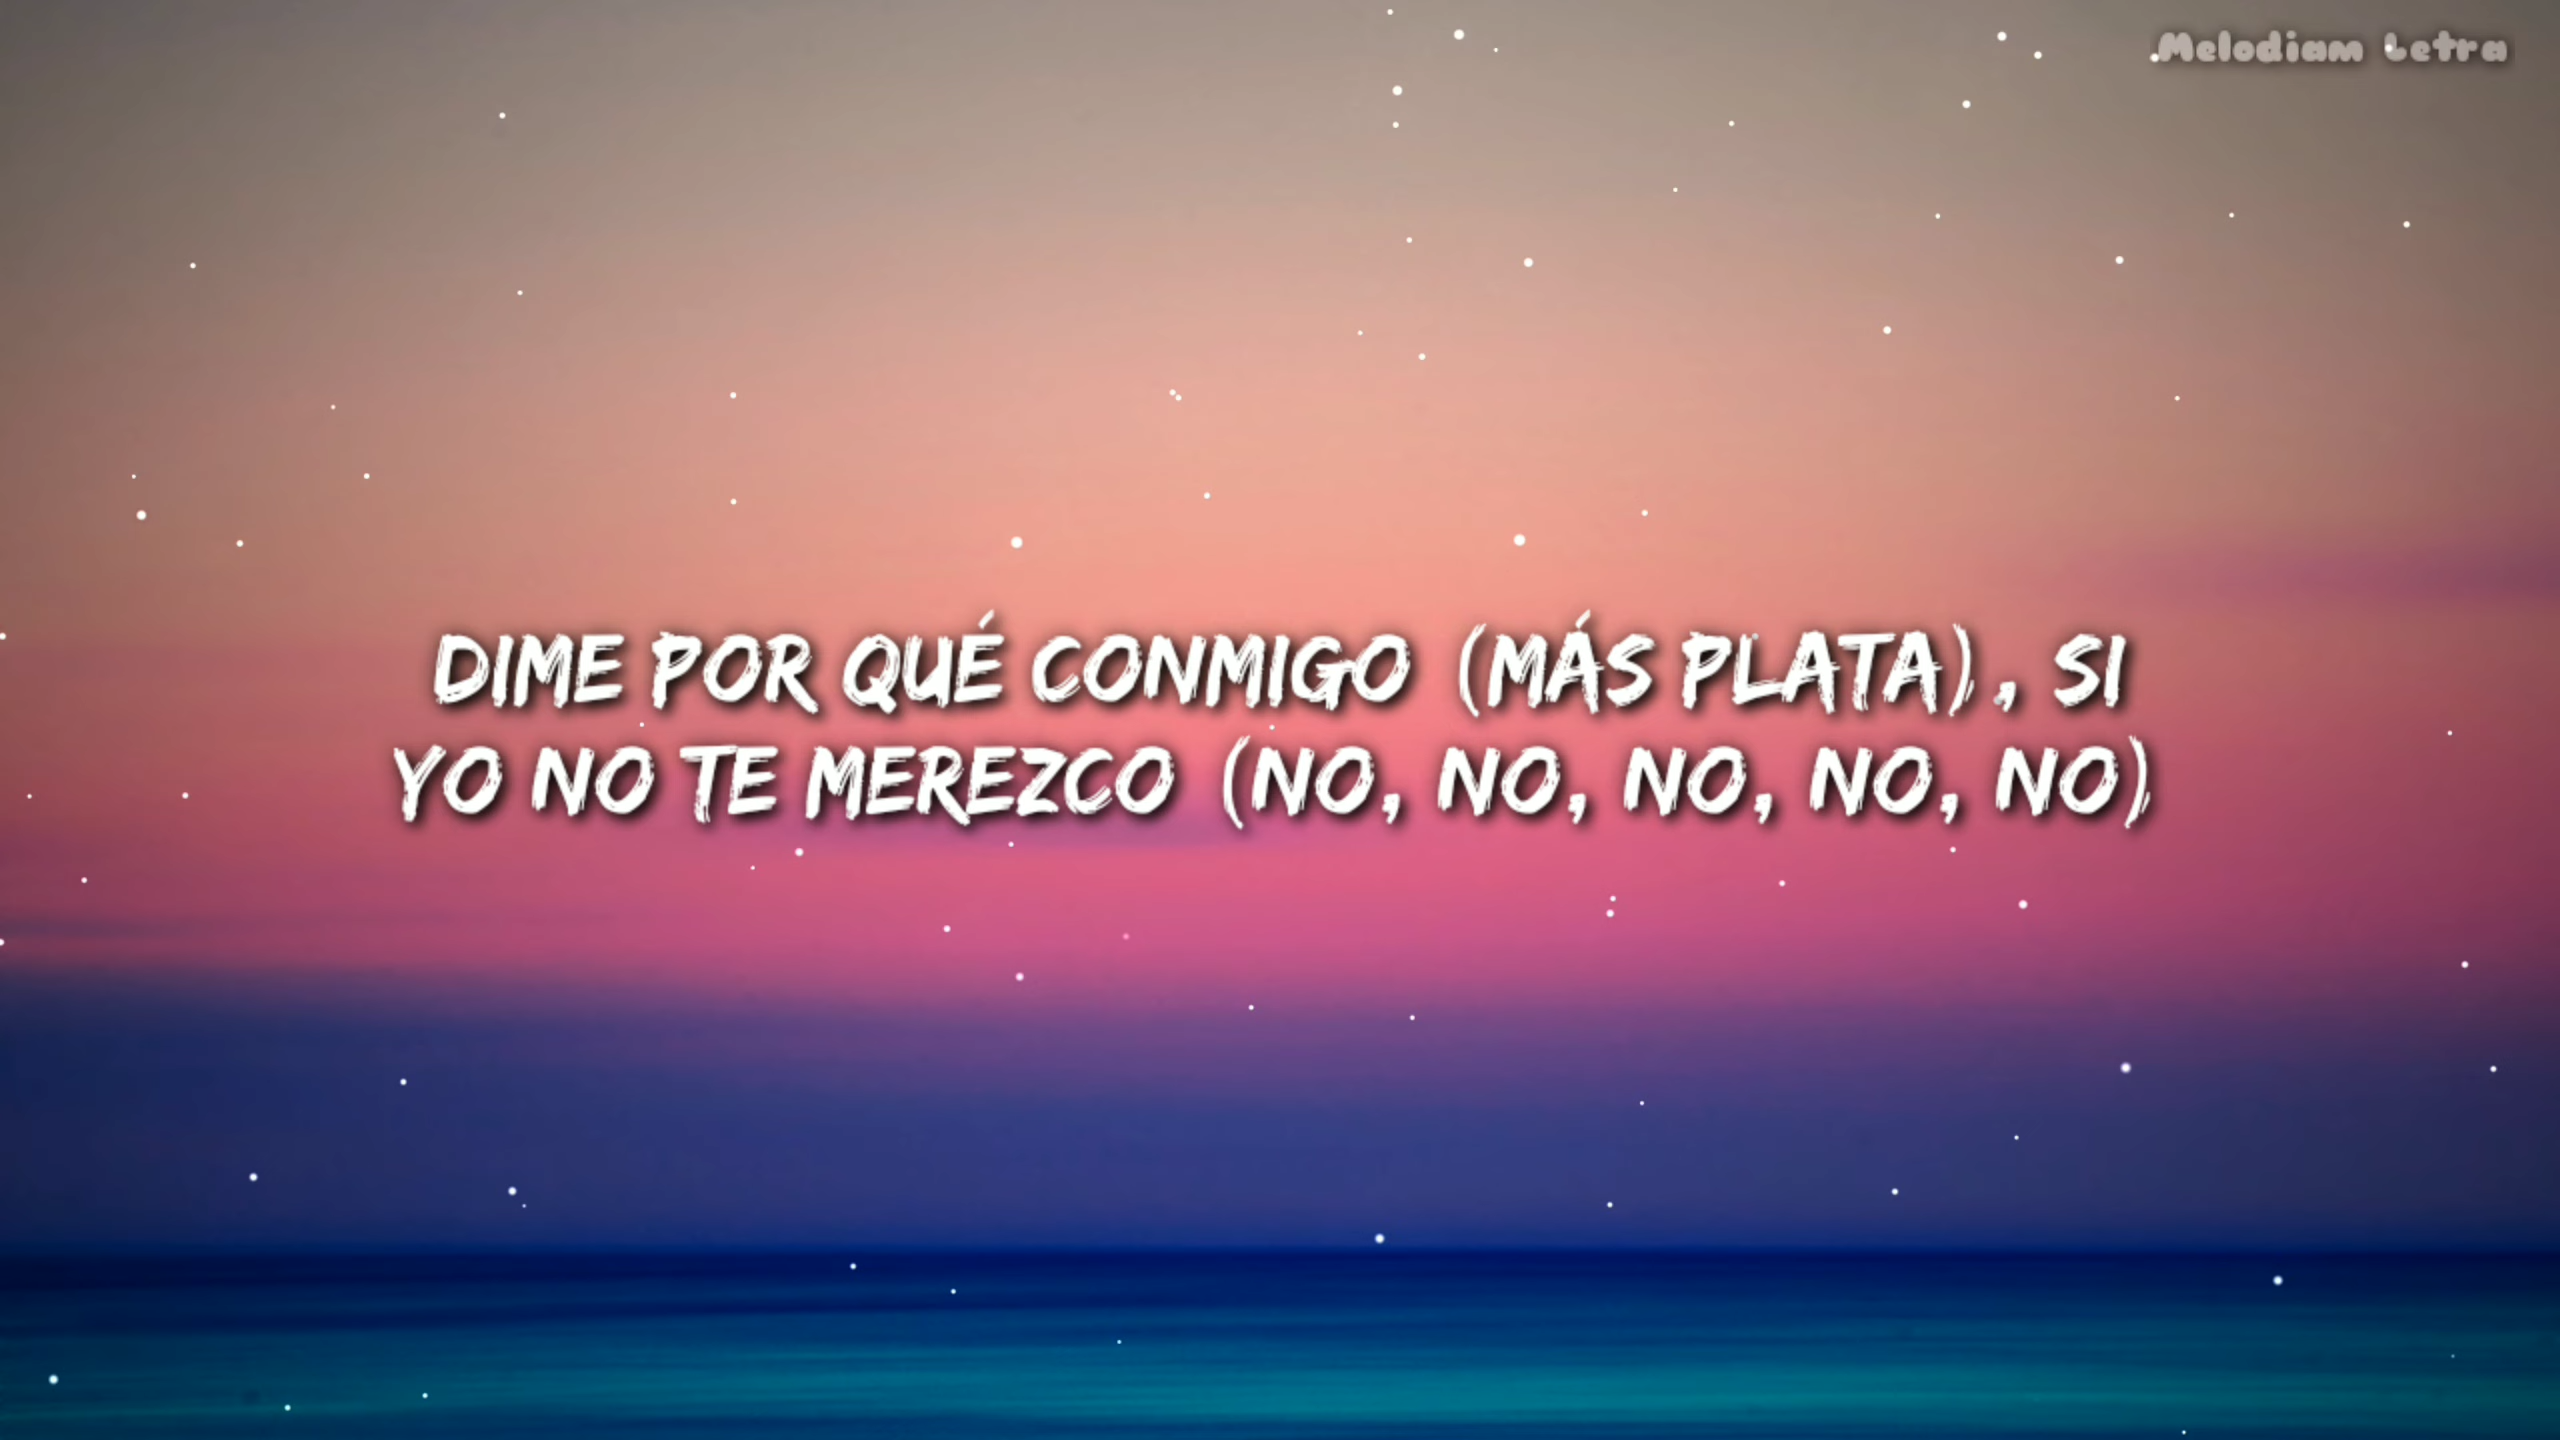 Melodiam Letra
DIME POR QUÉ CONMIGO (MÁS PLATA), SI
YO NO TE MEREZCO (NO, NO, NO, NO, NO)